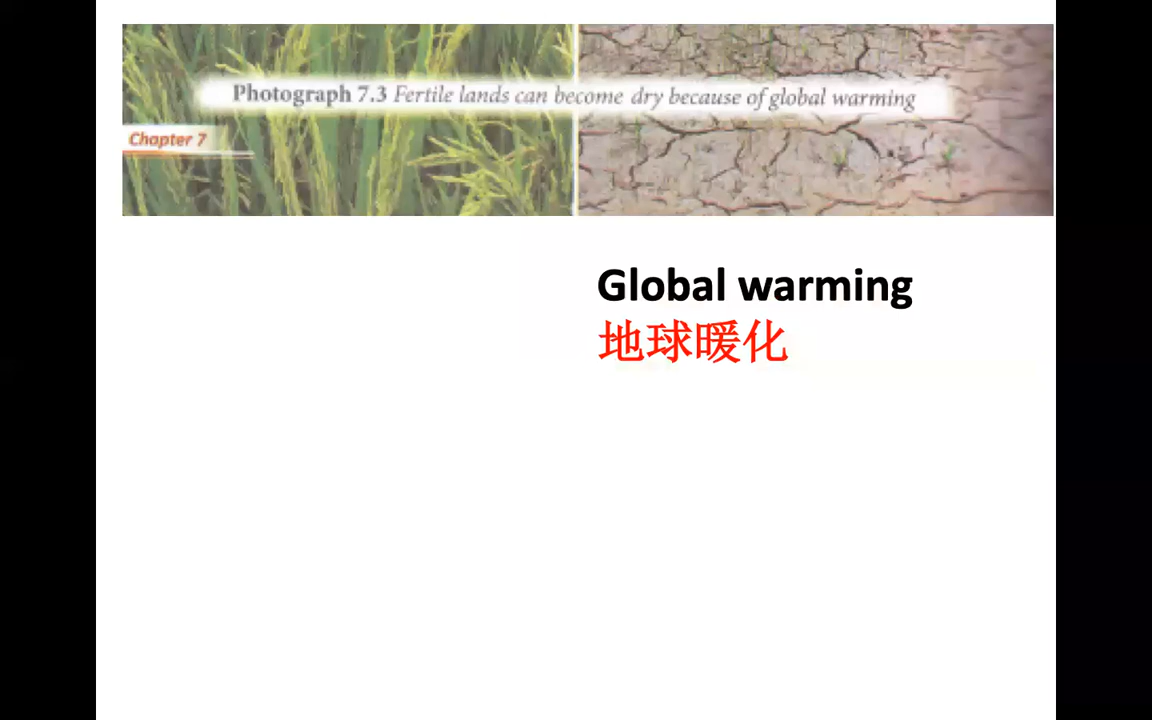 Photograph 7.3 Fertile lands can become dry because of global warming
Chapter 7
Global warming
地球暖化